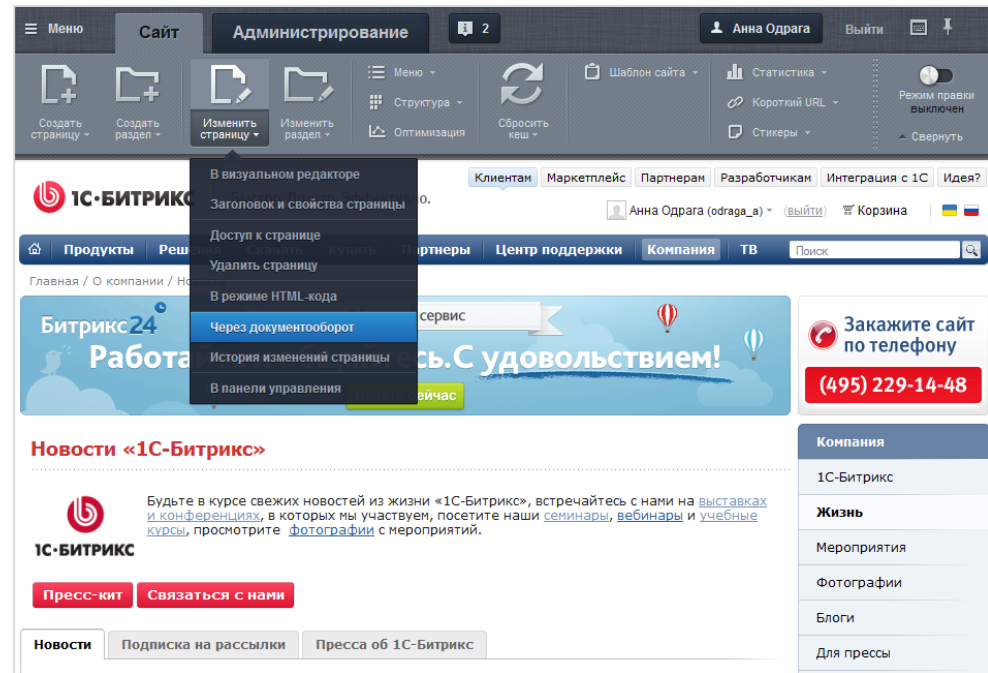 Меню
Сайт
Администрирование
2
Анна Одрага
Выйти
Создать страницу
Создать раздел
Изменить страницу
Изменить раздел
Меню
Структура
Оптимизация
Сбросить кеш
Шаблон сайта
Статистика
Короткий URL
Стикеры
Режим правки
выключен
Свернуть
В визуальном редакторе
Заголовок и свойства страницы
Доступ к странице
Удалить страницу
В режиме HTML-кода
Через документооборот
История изменений страницы
В панели управления
1С·БИТРИКС
Клиентам Маркетплейс Партнерам Разработчикам Интеграция с 1С Идея?
Анна Одрага (odraga_a) (выйти) Корзина
Продукты Решения Скачать Купить Партнеры Центр поддержки Компания ТВ Поиск
Главная / О компании /
Битрикс24
сервис
Работа
сь. С удовольствием!
ейчас
Закажите сайт
по телефону
(495) 229-14-48
Новости «1С-Битрикс»
1С·БИТРИКС
Будьте в курсе свежих новостей из жизни «1С-Битрикс», встречайтесь с нами на выставках
и конференциях, в которых мы участвуем, посетите наши семинары, вебинары и учебные
курсы, просмотрите фотографии с мероприятий.
Пресс-кит Связаться с нами
Новости Подписка на рассылки Пресса об 1С-Битрикс
Компания
1С-Битрикс
Жизнь
Мероприятия
Фотографии
Блоги
Для прессы